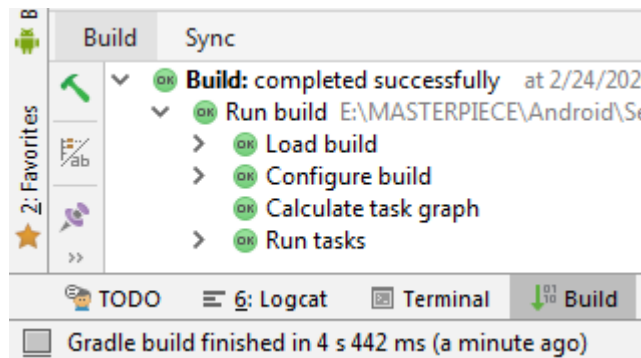 Build Sync
Build: completed successfully at 2/24/202
Run build E:\MASTERPIECE\Android\Se
Load build
Configure build
Calculate task graph
Run tasks
2: Favorites
TODO 6: Logcat Terminal Build
Gradle build finished in 4 s 442 ms (a minute ago)